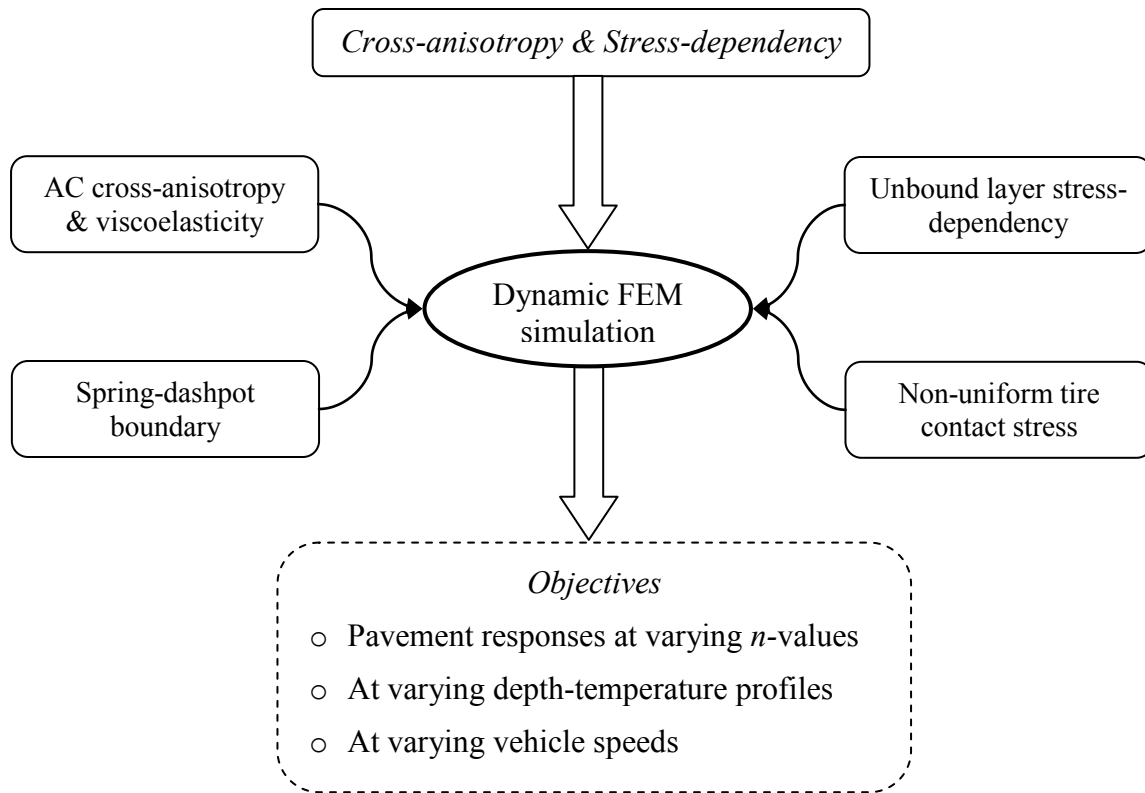 Cross-anisotropy & Stress-dependency
AC cross-anisotropy
& viscoelasticity
Unbound layer stress-
dependency
Dynamic FEM
simulation
Spring-dashpot
boundary
Non-uniform tire
contact stress
Objectives
o Pavement responses at varying n-values
o At varying depth-temperature profiles
o At varying vehicle speeds